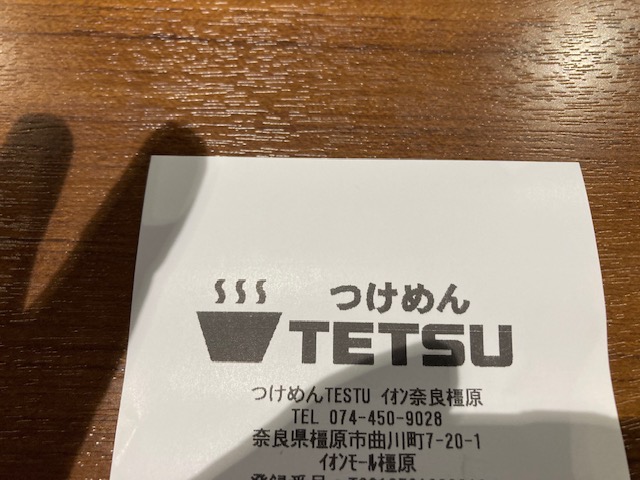 つけめん
TETSU
つけめんTESTU ｲｵﾝ奈良橿原
TEL 074-450-9028
奈良県橿原市曲川町7-20-1
ｲｵﾝﾓｰﾙ橿原